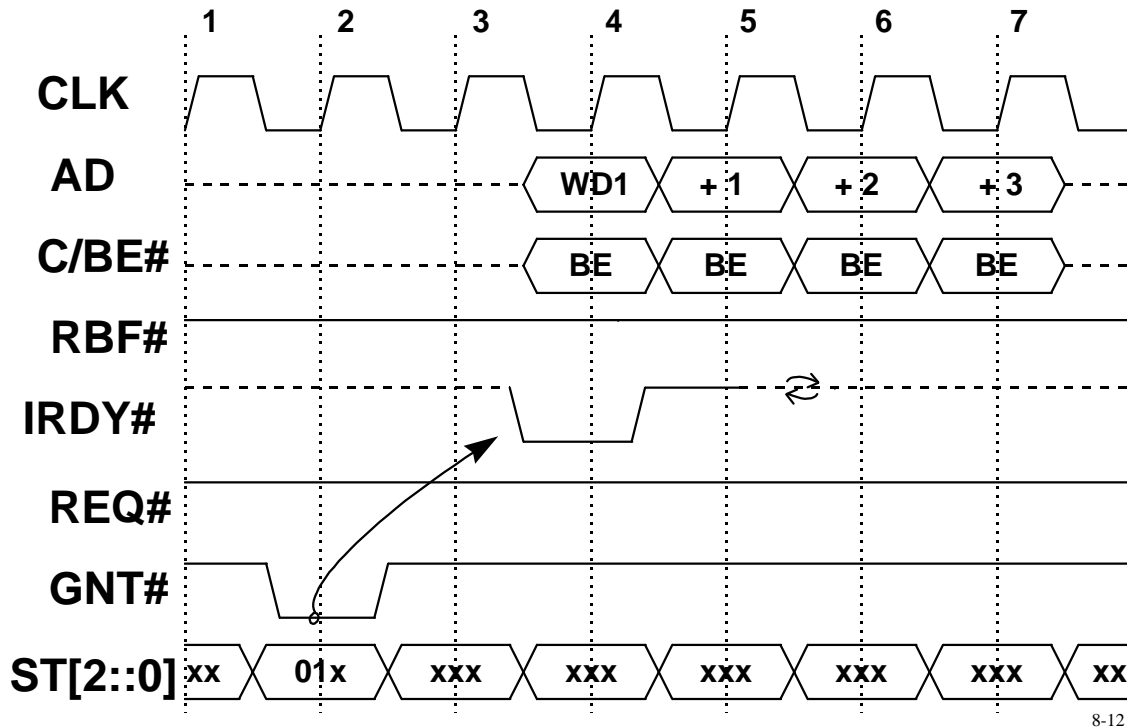 1 2 3 4 5 6 7
CLK
AD WD1 + 1 + 2 + 3
C/BE# BE BE BE BE
RBF#
IRDY#
REQ#
GNT#
ST[2::0] xx 01x xxx xxx xxx xxx xxx xx
8-12